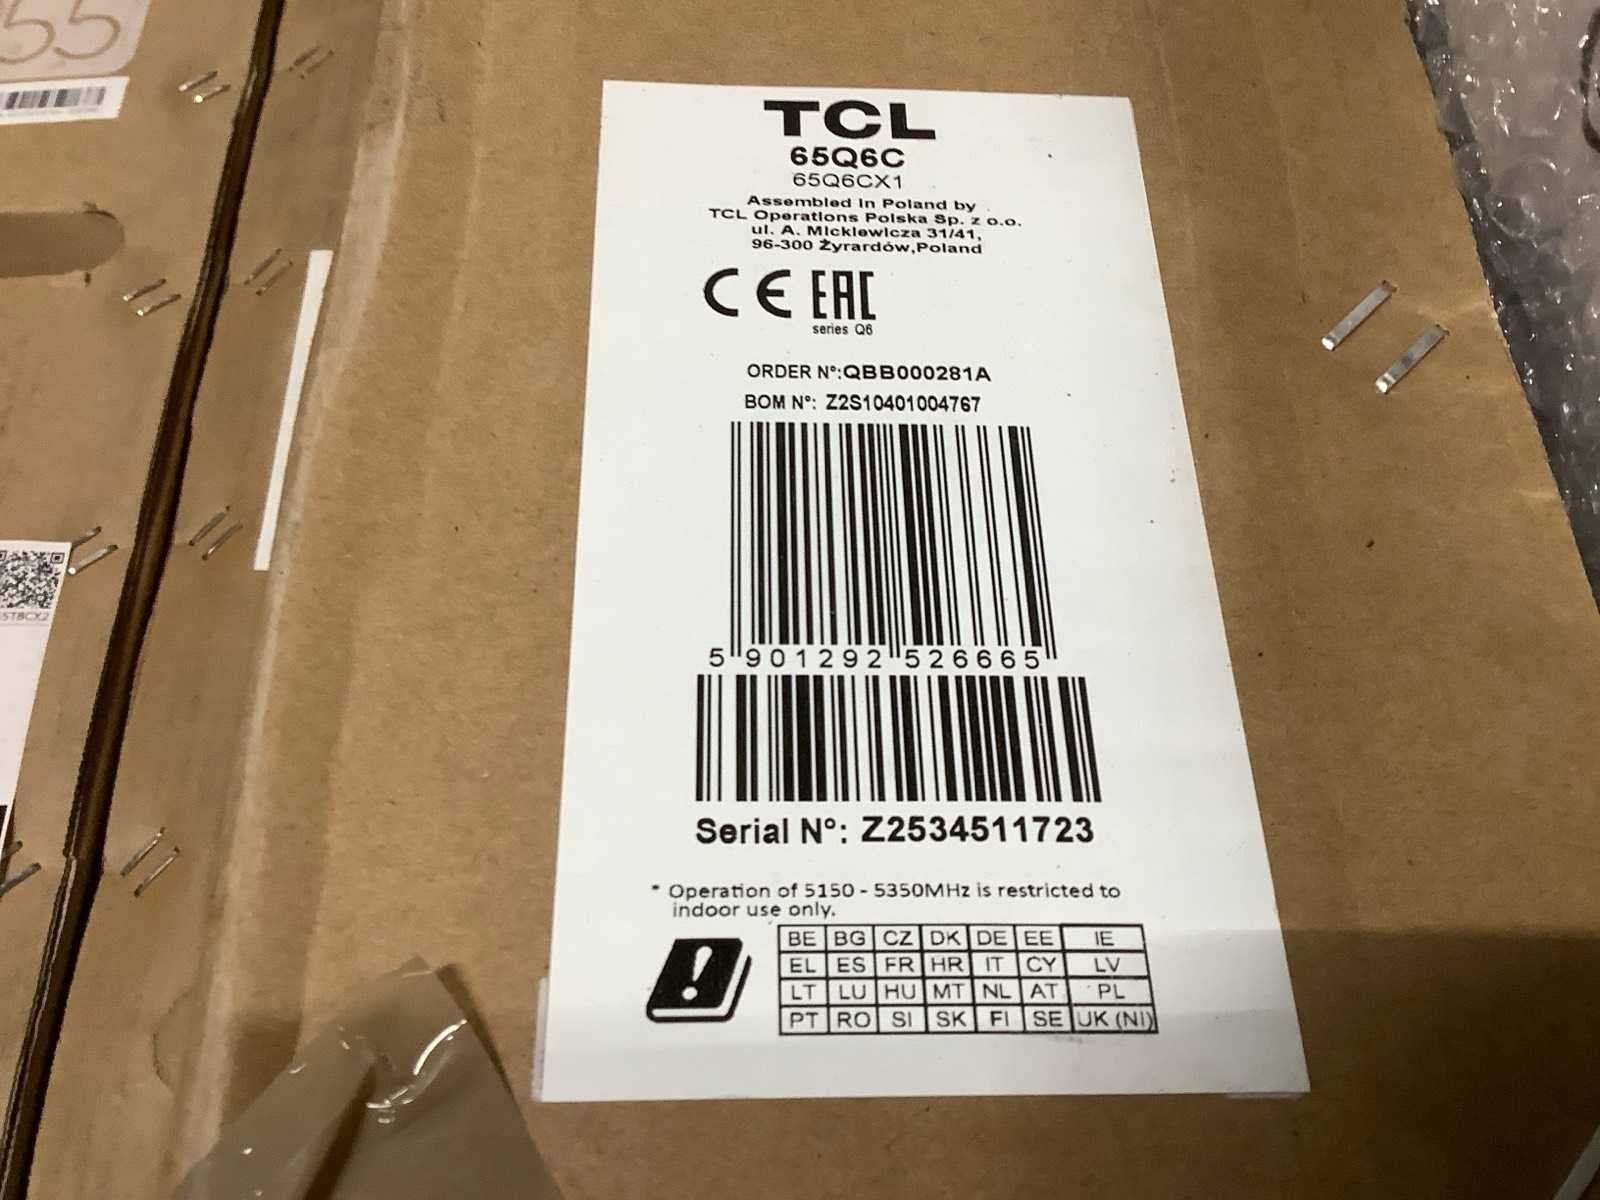 55
TCL
65Q6C
65Q6CX1
Assembled in Poland by
TCL Operations Polska Sp. z o.o.
ul. A. Mickiewicza 31/41,
96-300 Żyrardów,Poland
CE EAC
series Q6
ORDER N°:QBB000281A
BOM N°: Z2S10401004767
5 901292 526665
Serial N°: Z2534511723
* Operation of 5150 - 5350MHz is restricted to
indoor use only.
BE BG CZ DK DE EE IE
EL ES FR HR IT CY LV
LT LU HU MT NL AT PL
PT RO SI SK FI SE UK (NI)